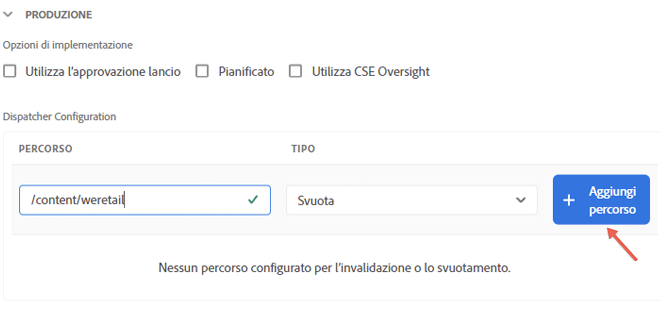 PRODUZIONE
Opzioni di implementazione
Utilizza l'approvazione lancio Pianificato Utilizza CSE Oversight
Dispatcher Configuration
PERCORSO TIPO
/content/weretail Svuota Aggiungi
percorso
Nessun percorso configurato per l'invalidazione o lo svuotamento.